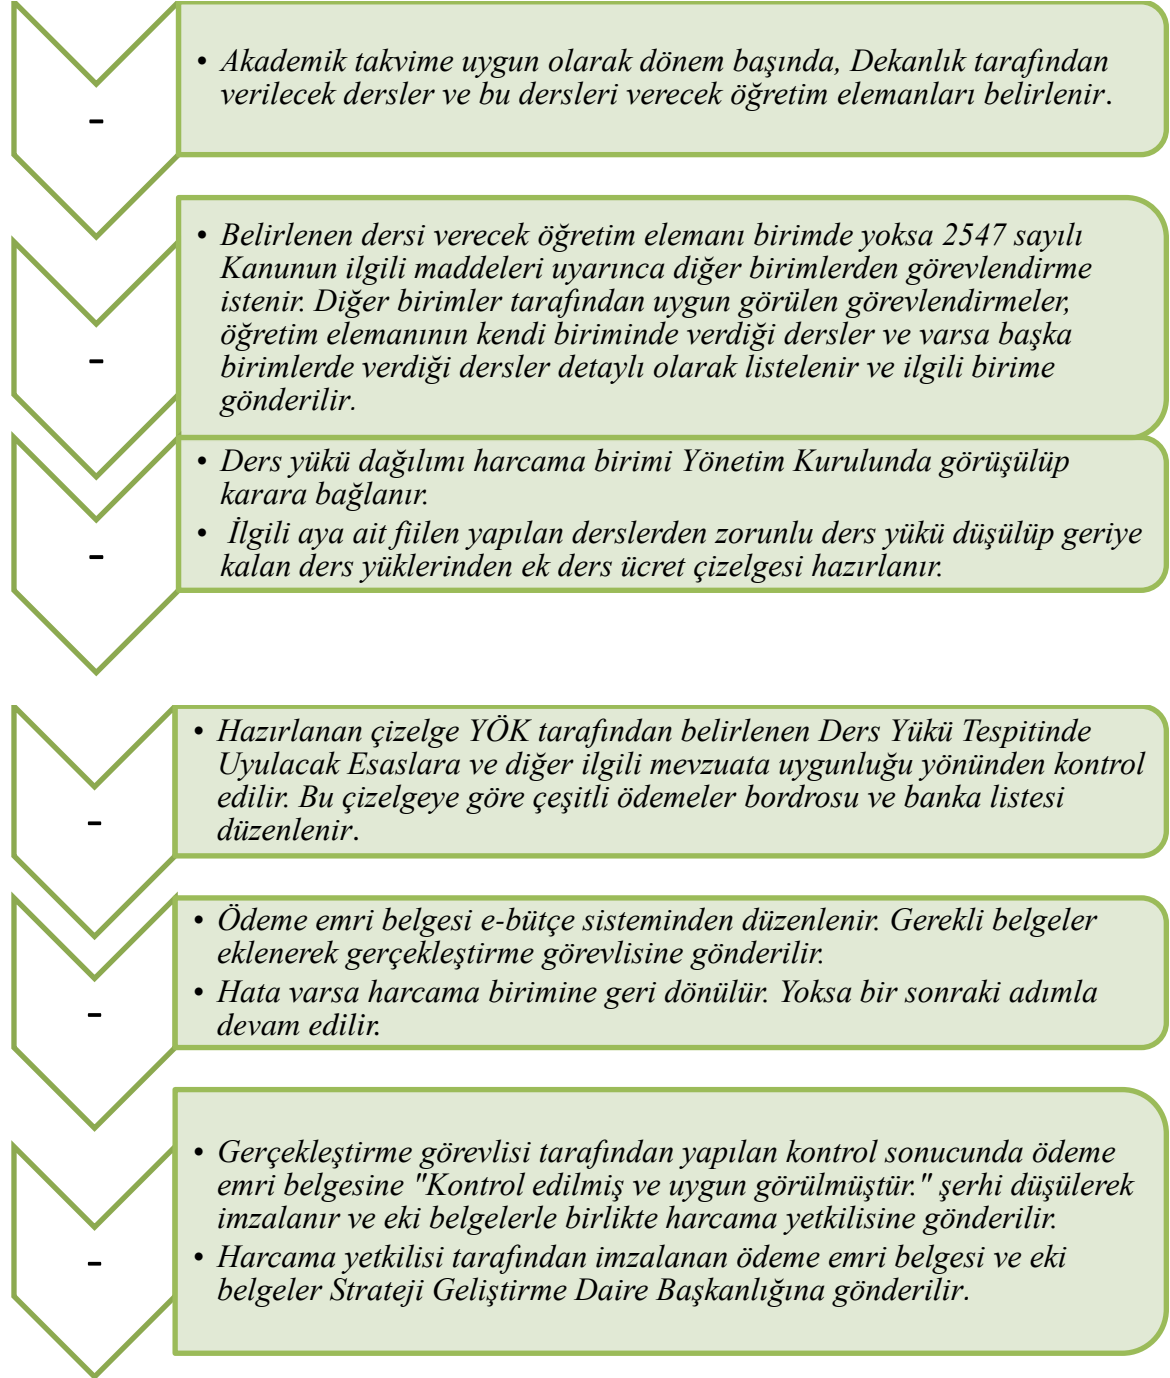 • Akademik takvime uygun olarak dönem başında, Dekanlık tarafından
verilecek dersler ve bu dersleri verecek öğretim elemanları belirlenir.
-
• Belirlenen dersi verecek öğretim elemanı birimde yoksa 2547 sayılı
Kanunun ilgili maddeleri uyarınca diğer birimlerden görevlendirme
istenir. Diğer birimler tarafından uygun görülen görevlendirmeler,
öğretim elemanının kendi biriminde verdiği dersler ve varsa başka
birimlerde verdiği dersler detaylı olarak listelenir ve ilgili birime
gönderilir.
-
• Ders yükü dağılımı harcama birimi Yönetim Kurulunda görüşülüp
karara bağlanır.
• İlgili aya ait fiilen yapılan derslerden zorunlu ders yükü düşülüp geriye
kalan ders yüklerinden ek ders ücret çizelgesi hazırlanır.
-
• Hazırlanan çizelge YÖK tarafından belirlenen Ders Yükü Tespitinde
Uyulacak Esaslara ve diğer ilgili mevzuata uygunluğu yönünden kontrol
edilir. Bu çizelgeye göre çeşitli ödemeler bordrosu ve banka listesi
düzenlenir.
-
• Ödeme emri belgesi e-bütçe sisteminden düzenlenir. Gerekli belgeler
eklenerek gerçekleştirme görevlisine gönderilir.
• Hata varsa harcama birimine geri dönülür. Yoksa bir sonraki adımla
devam edilir.
-
• Gerçekleştirme görevlisi tarafından yapılan kontrol sonucunda ödeme
emri belgesine "Kontrol edilmiş ve uygun görülmüştür." şerhi düşülerek
imzalanır ve eki belgelerle birlikte harcama yetkilisine gönderilir.
• Harcama yetkilisi tarafından imzalanan ödeme emri belgesi ve eki
belgeler Strateji Geliştirme Daire Başkanlığına gönderilir.
-